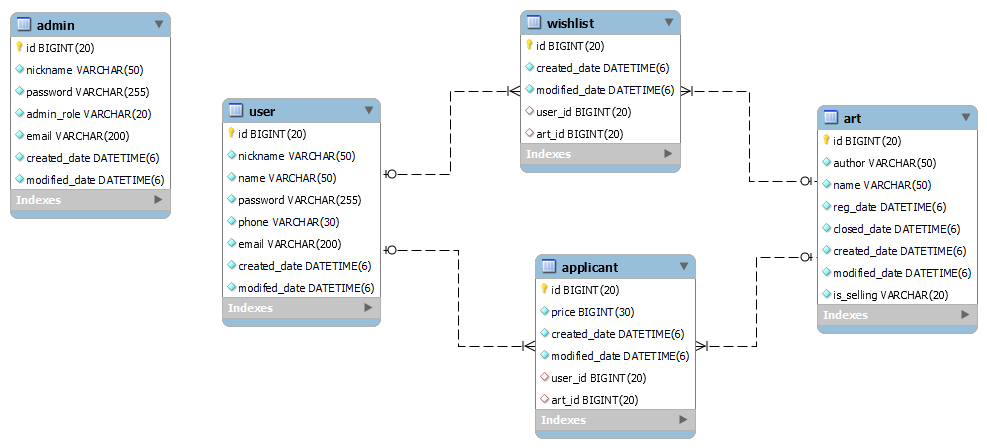 admin
id BIGINT(20)
nickname VARCHAR(50)
password VARCHAR(255)
admin_role VARCHAR(20)
email VARCHAR(200)
created_date DATETIME(6)
modified_date DATETIME(6)
Indexes
user
id BIGINT(20)
nickname VARCHAR(50)
name VARCHAR(50)
password VARCHAR(255)
phone VARCHAR(30)
email VARCHAR(200)
created_date DATETIME(6)
modifed_date DATETIME(6)
Indexes
wishlist
id BIGINT(20)
created_date DATETIME(6)
modified_date DATETIME(6)
user_id BIGINT(20)
art_id BIGINT(20)
Indexes
applicant
id BIGINT(20)
price BIGINT(30)
created_date DATETIME(6)
modified_date DATETIME(6)
user_id BIGINT(20)
art_id BIGINT(20)
Indexes
art
id BIGINT(20)
author VARCHAR(50)
name VARCHAR(50)
reg_date DATETIME(6)
closed_date DATETIME(6)
created_date DATETIME(6)
modified_date DATETIME(6)
is_selling VARCHAR(20)
Indexes